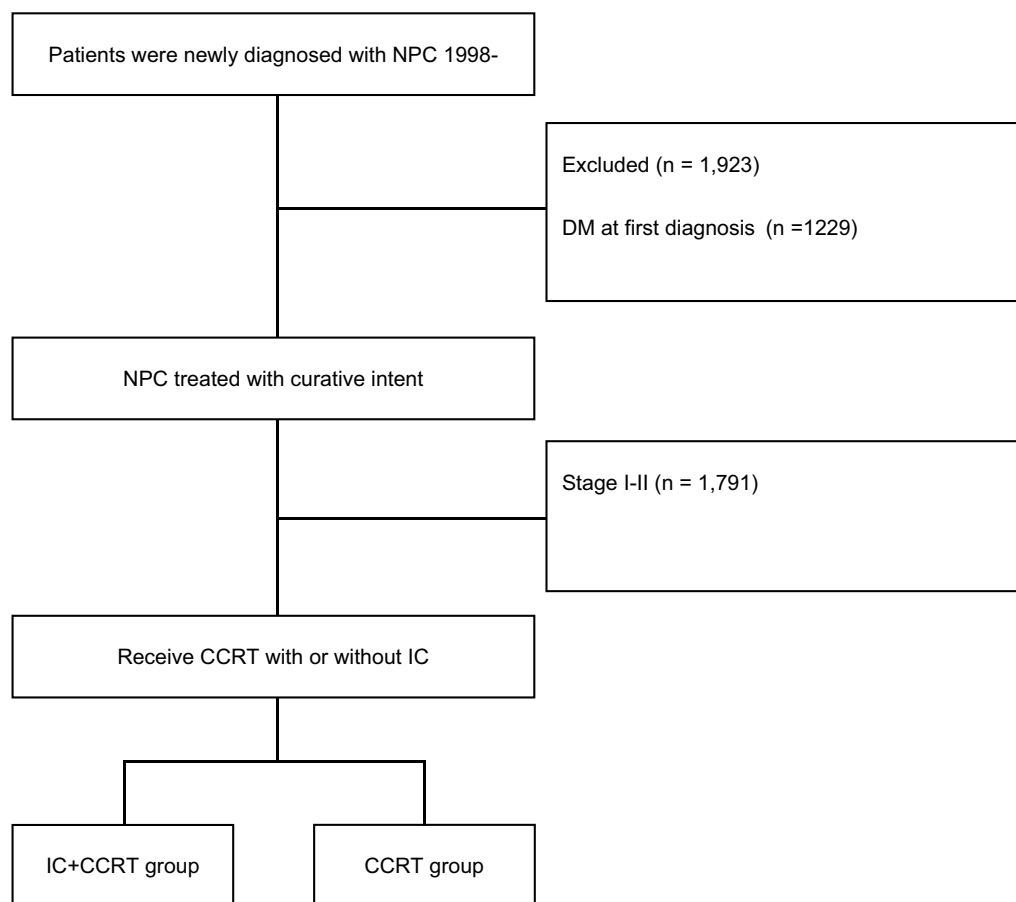 Patients were newly diagnosed with NPC 1998-
Excluded (n = 1,923)
DM at first diagnosis (n =1229)
NPC treated with curative intent
Stage I-II (n = 1,791)
Receive CCRT with or without IC
IC+CCRT group
CCRT group